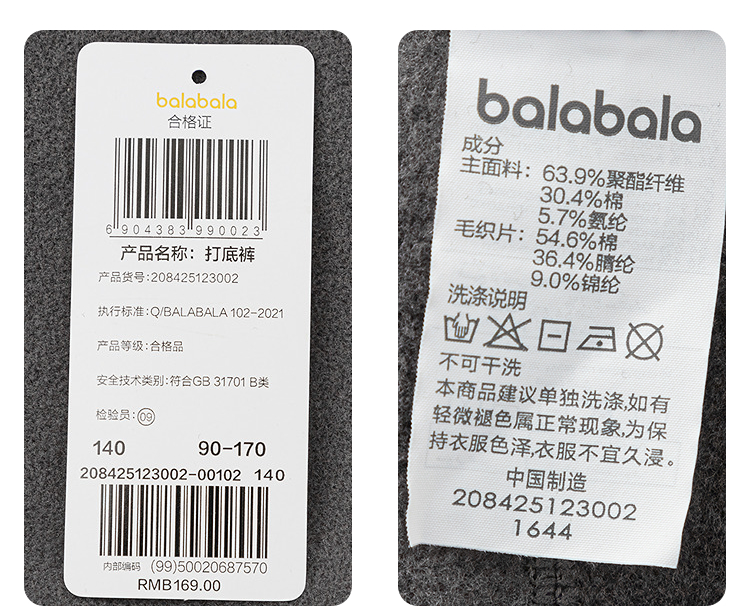 balabala
合格证
6904383990023
产品名称：打底裤
产品货号:208425123002
执行标准:Q/BALABALA 102-2021
产品等级:合格品
安全技术类别:符合GB 31701 B类
检验员:09
140 90-170
208425123002-00102 140
内部编码 (99)50020687570
RMB169.00
balabala
成分
主面料：63.9%聚酯纤维
30.4%棉
5.7%氨纶
毛织片：54.6%棉
36.4%腈纶
9.0%锦纶
洗涤说明
不可干洗
本商品建议单独洗涤,如有
轻微褪色属正常现象,为保
持衣服色泽,衣服不宜久浸。
中国制造
208425123002
1644